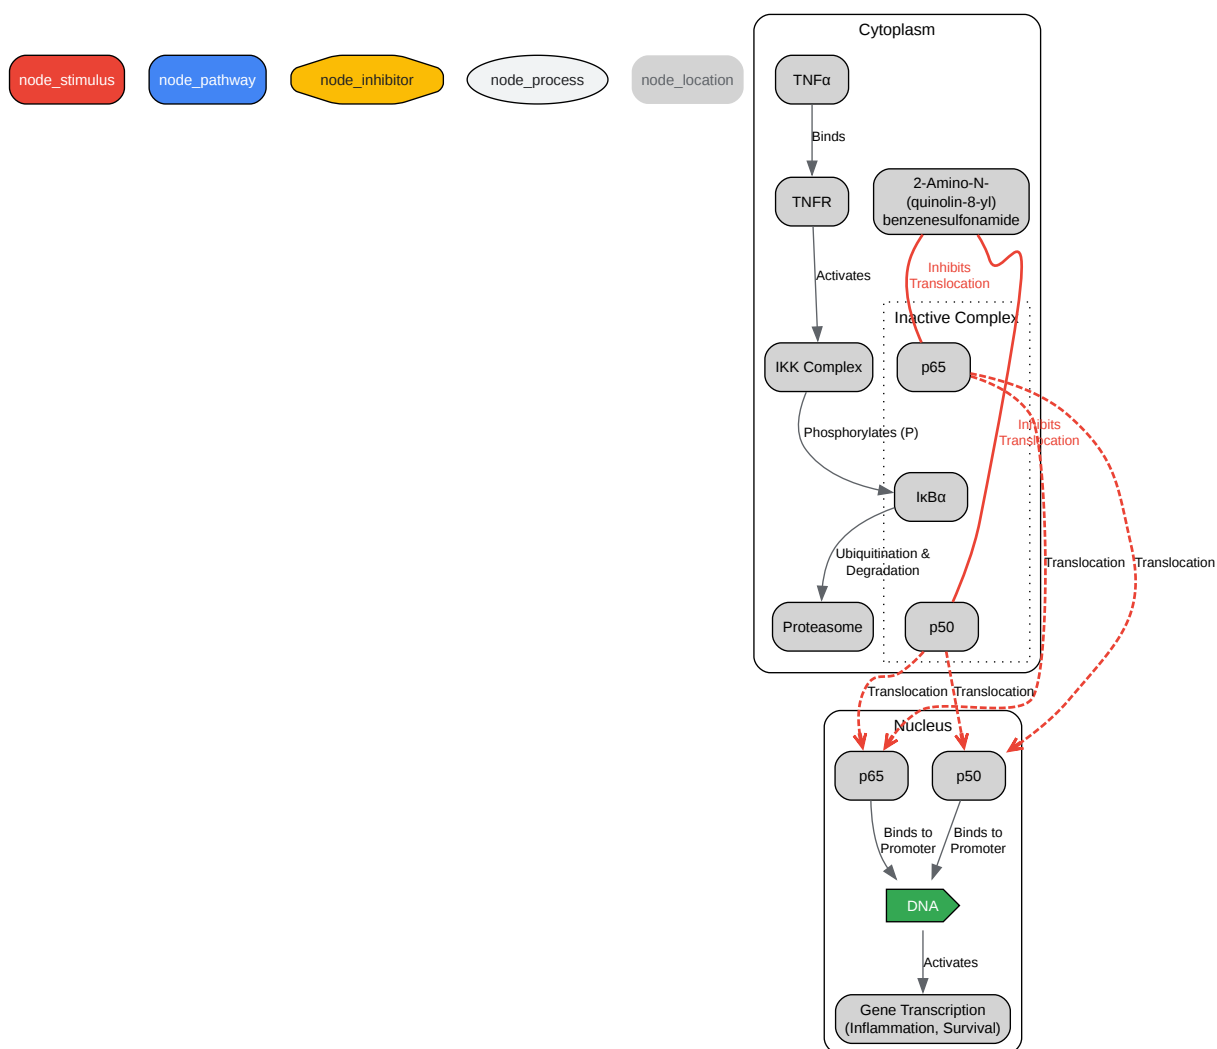 node_stimulus
node_pathway
node_inhibitor
node_process
node_location
Cytoplasm
TNFα
Binds
TNFR
2-Amino-N-
(quinolin-8-yl)
benzenesulfonamide
Activates
Inhibits
Translocation
Inactive Complex
IKK Complex
p65
Phosphorylates (P)
Inhibits
Translocation
IκBα
Ubiquitination &
Degradation
Translocation
Translocation
Proteasome
p50
Translocation
Translocation
Nucleus
p65
p50
Binds to
Promoter
Binds to
Promoter
DNA
Activates
Gene Transcription
(Inflammation, Survival)